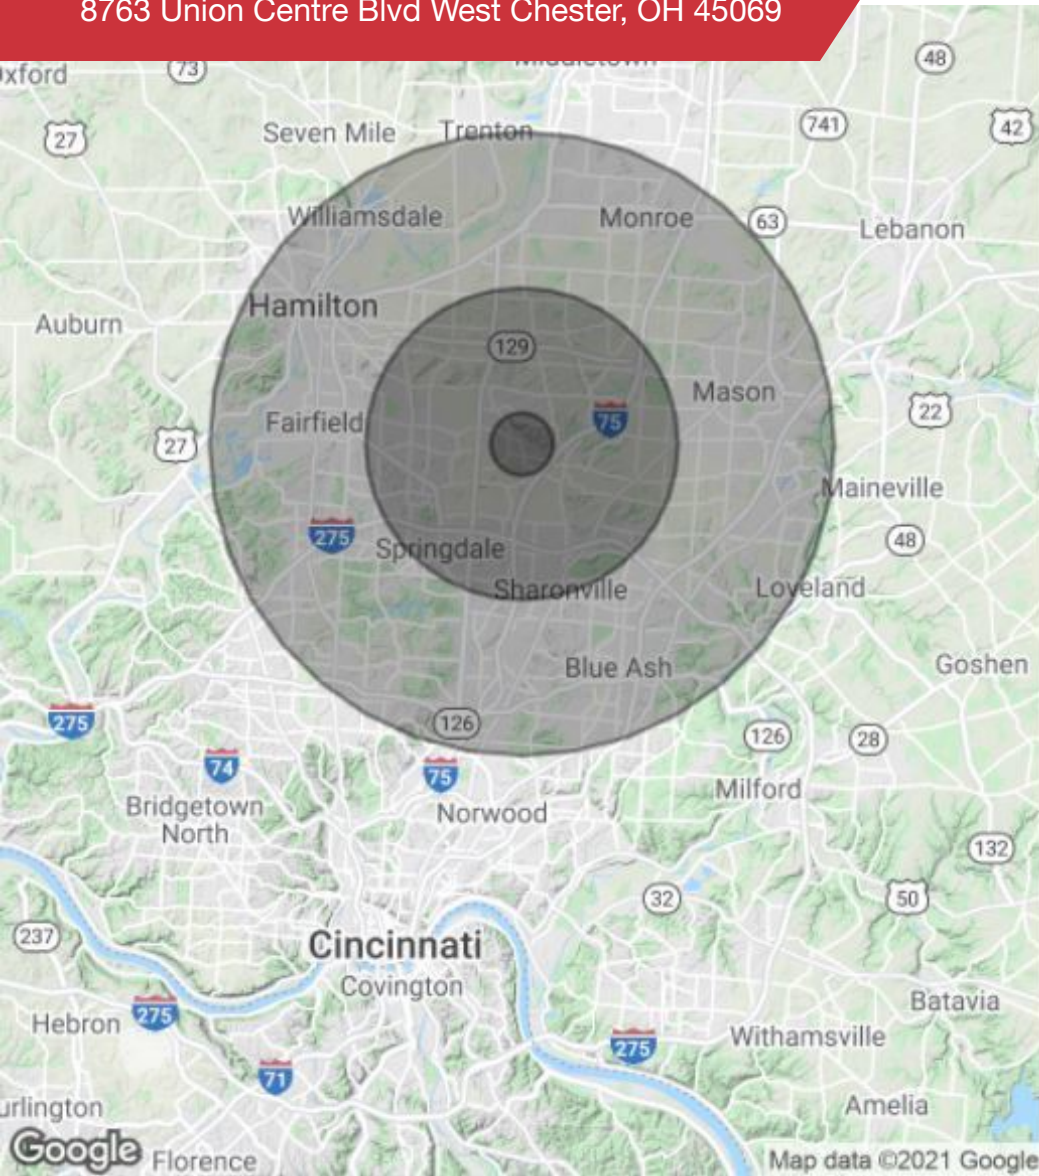 8763 Union Centre Blvd West Chester, OH 45069
Middletown
48
73
741
42
27
Seven Mile
Trenton
Williamsdale
Monroe
63
Lebanon
Hamilton
Auburn
129
Mason
22
75
Fairfield
27
Maineville
275
48
Springdale
Sharonville
Loveland
Blue Ash
Goshen
275
126
126
28
74
75
Milford
Bridgetown
North
Norwood
132
32
50
237
Cincinnati
Covington
Batavia
275
Hebron
275
Withamsville
71
Amelia
Google
Florence
Map data ©2021 Google